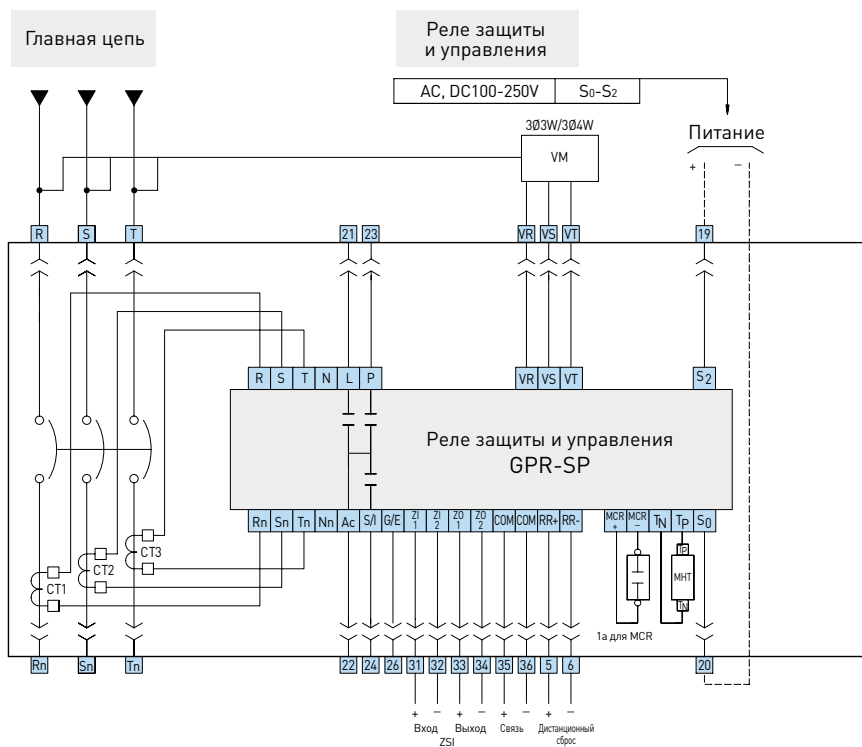 Главная цепь
Реле защиты
и управления
AC, DC100-250V S0-S2
3Ø3W/3Ø4W
VM
Питание
+ −
R S T 21 23 VR VS VT 19
R S T N L P VR VS VT S2
Реле защиты и управления
GPR-SP
Rn Sn Tn Nn Ac S/I G/E ZI 1 ZI 2 ZO 1 ZO 2 COM COM RR+ RR- MCR + MCR − TN TP S0
CT1 CT2 CT3
TP
MHT
TN
1a для MCR
Rn Sn Tn 22 24 26 31 32 33 34 35 36 5 6 20
+ − + − + − + −
Вход Выход Связь Дистанционный
ZSI сброс